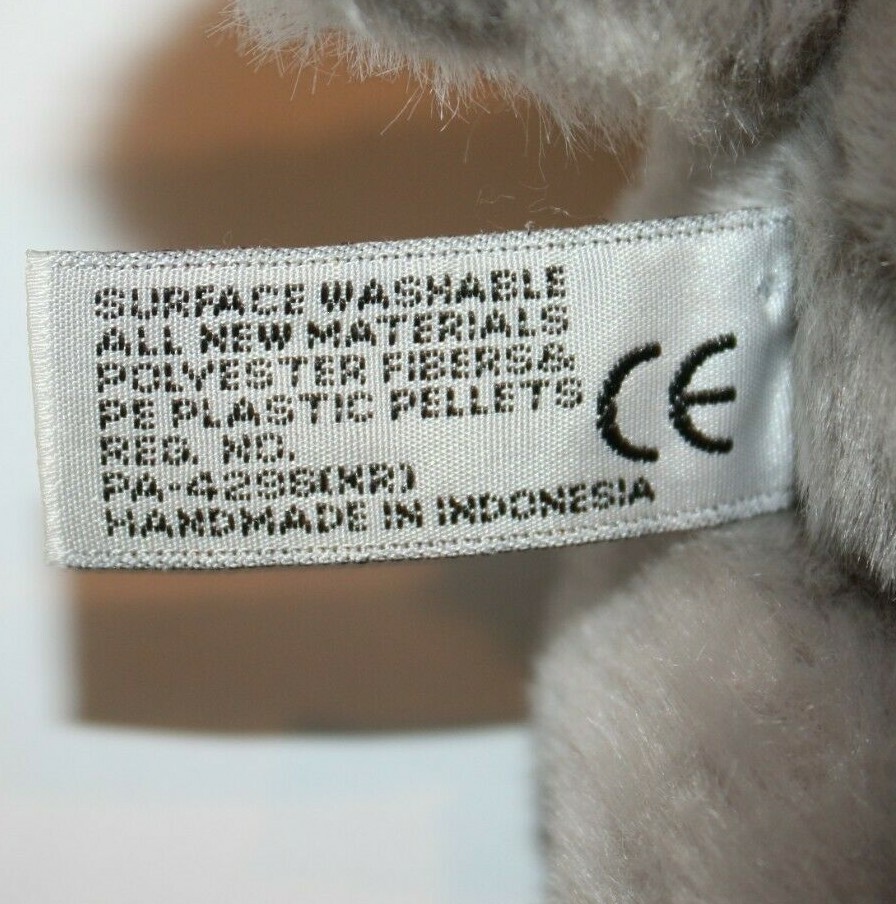 SURFACE WASHABLE
ALL NEW MATERIALS
POLYESTER FIBERS&
PE PLASTIC PELLETS
REG. NO.
PA-4298(KR)
HANDMADE IN INDONESIA
CE